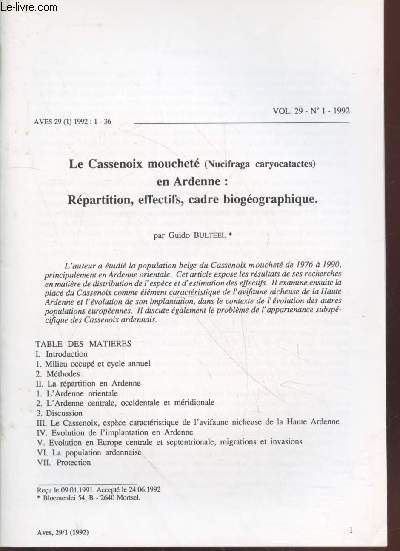 le-livre.com
VOL. 29 - N° 1 - 1992
AVES 29 (1) 1992 : 1 - 36
Le Cassenoix moucheté (Nucifraga caryocatactes)
en Ardenne :
Répartition, effectifs, cadre biogéographique.
par Guido BULTEEL *
L'auteur a étudié la population belge du Cassenoix moucheté de 1976 à 1990,
principalement en Ardenne orientale. Cet article expose les résultats de ses recherches
en matière de distribution de l'espèce et d'estimation des effectifs. Il examine ensuite la
place du Cassenoix comme élément caractéristique de l'avifaune nicheuse de la Haute
Ardenne et l'évolution de son implantation, dans le contexte de l'évolution des autres
populations européennes. Il discute également le problème de l'appartenance subspé-
cifique des Cassenoix ardennais.
TABLE DES MATIERES
I. Introduction
1. Milieu occupé et cycle annuel
2. Méthodes
II. La répartition en Ardenne
1. L'Ardenne orientale
2. L'Ardenne centrale, occidentale et méridionale
3. Discussion
III. Le Cassenoix, espèce caractéristique de l'avifaune nicheuse de la Haute Ardenne
IV. Evolution de l'implantation en Ardenne
V. Evolution en Europe centrale et septentrionale, migrations et invasions
VI. La population ardennaise
VII. Protection
Reçu le 09.01.1991. Accepté le 24.06.1992
* Bloemenlei 54, B - 2640 Mortsel.
AVES, 29/1 (1992)
1